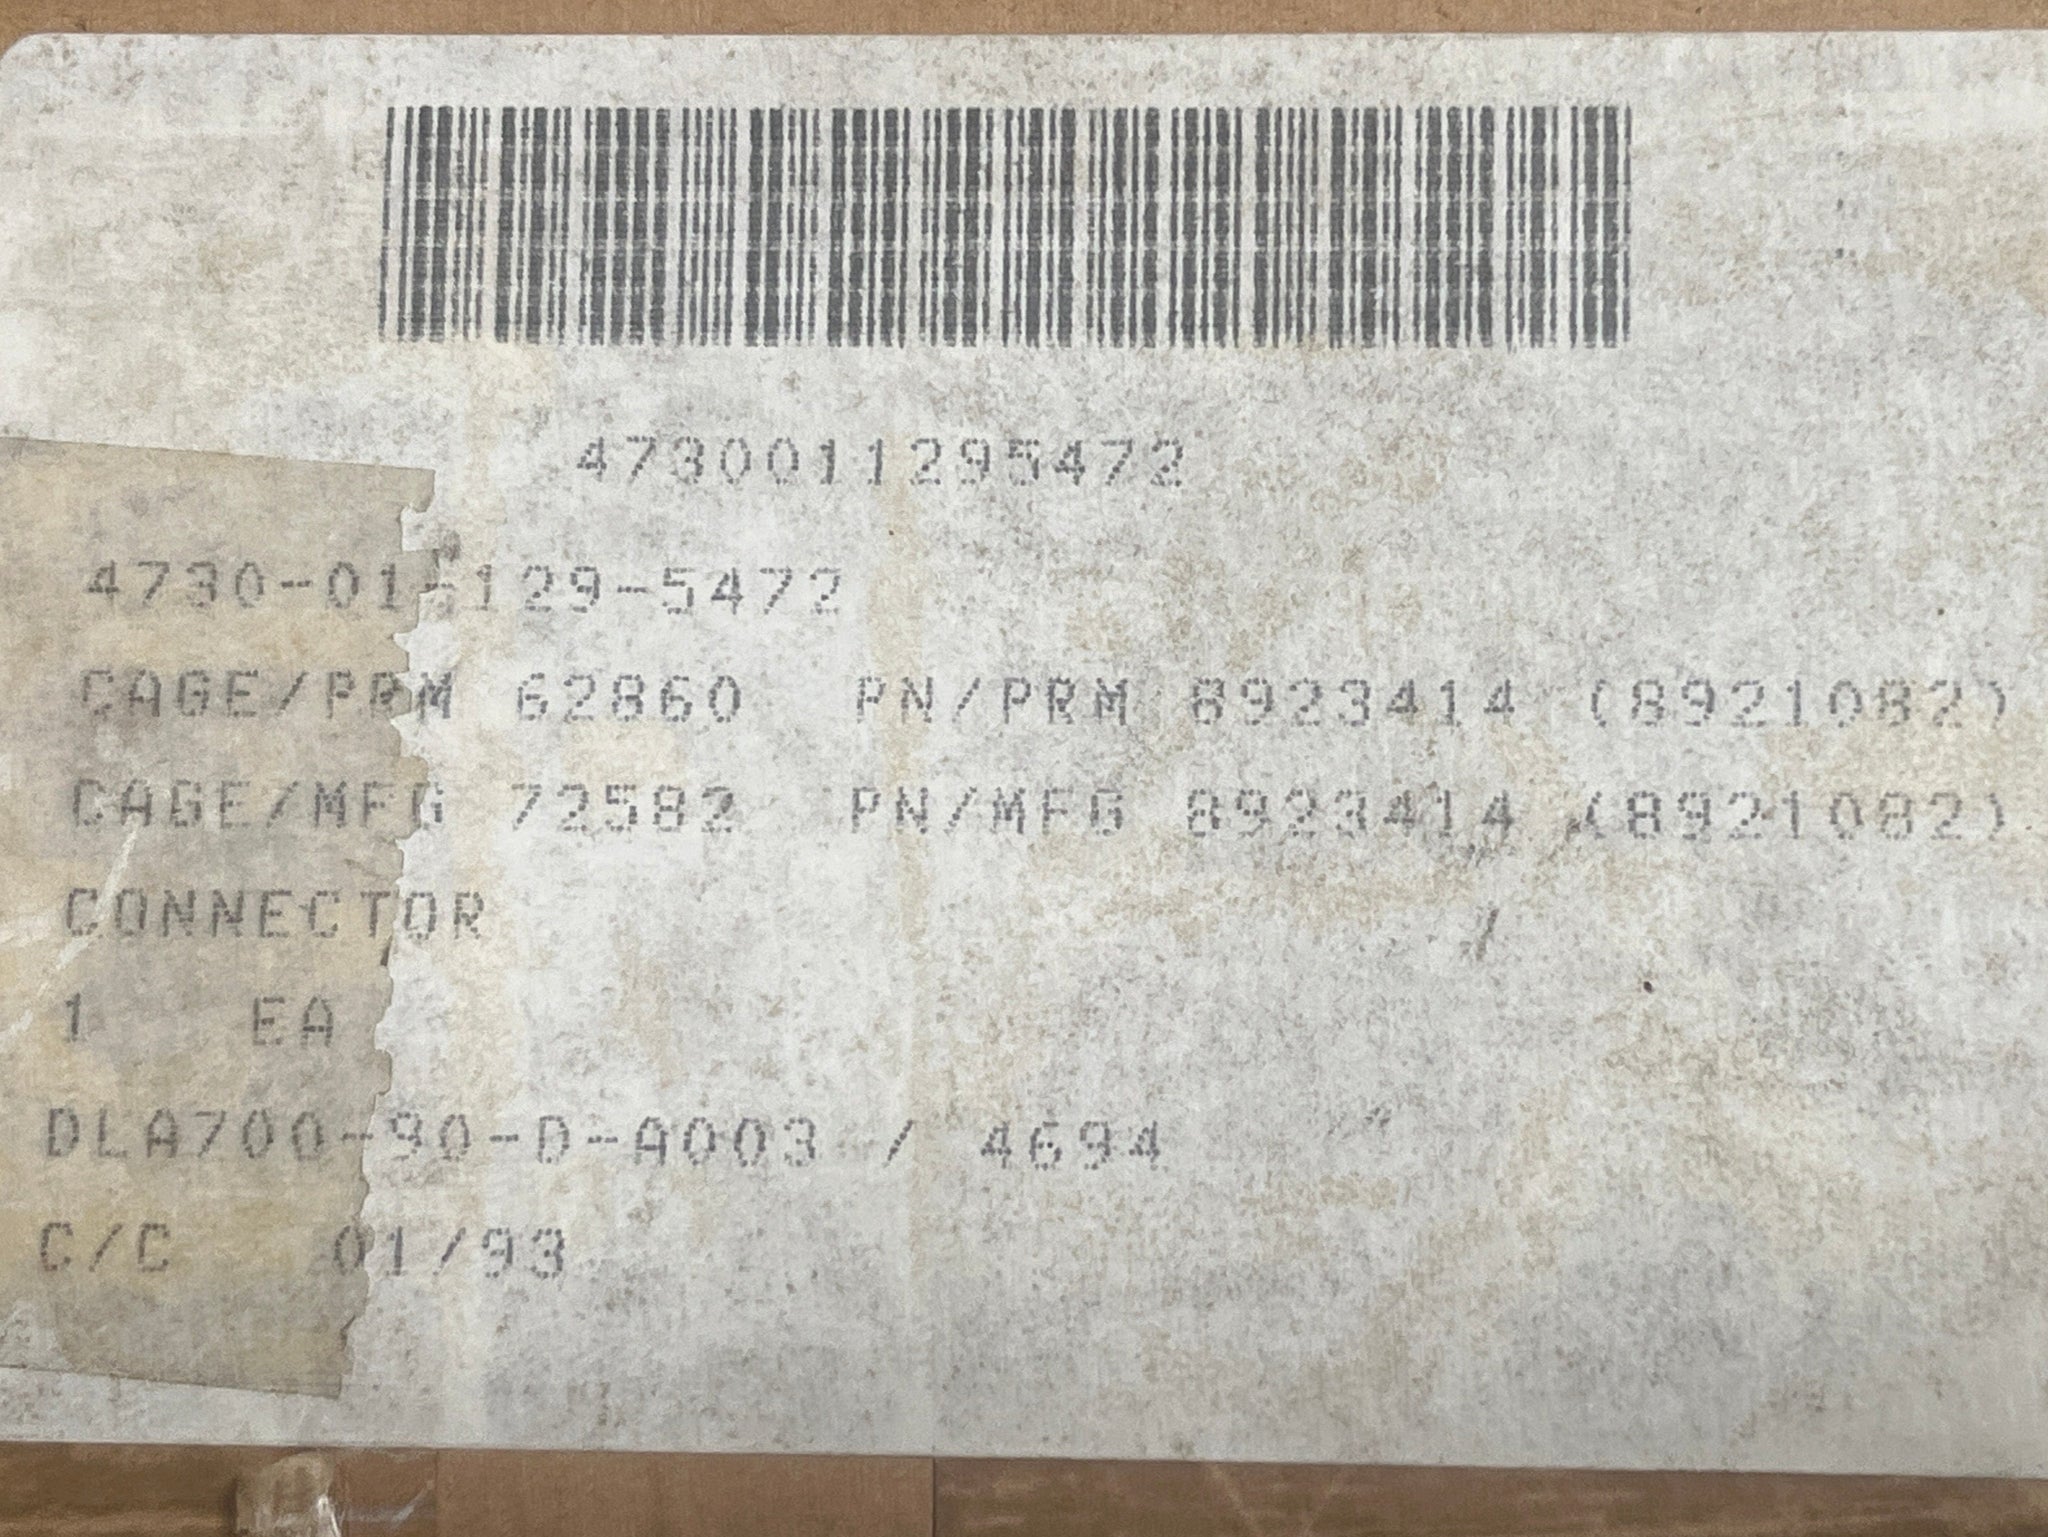 4730011295472
4730-01-129-5472
CAGE/PRM 62860 PN/PRM 8923414 (8921082)
CAGE/MFG 72582 PN/MFG 8923414 (8921082)
CONNECTOR
1 EA
DLA700-90-D-A003 / 4694
C/C 01/93